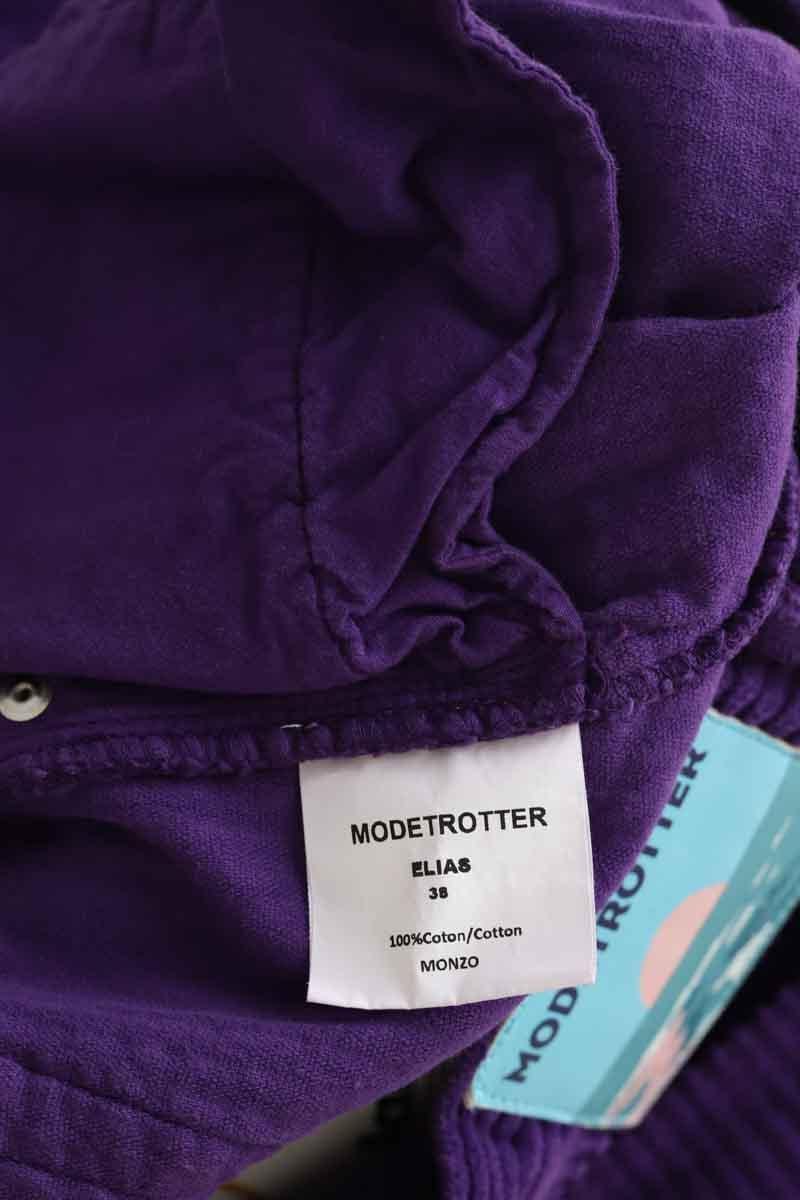 MODETROTTER
ELIAS
38
100%Coton/Cotton
MONZO
MODETROTTER